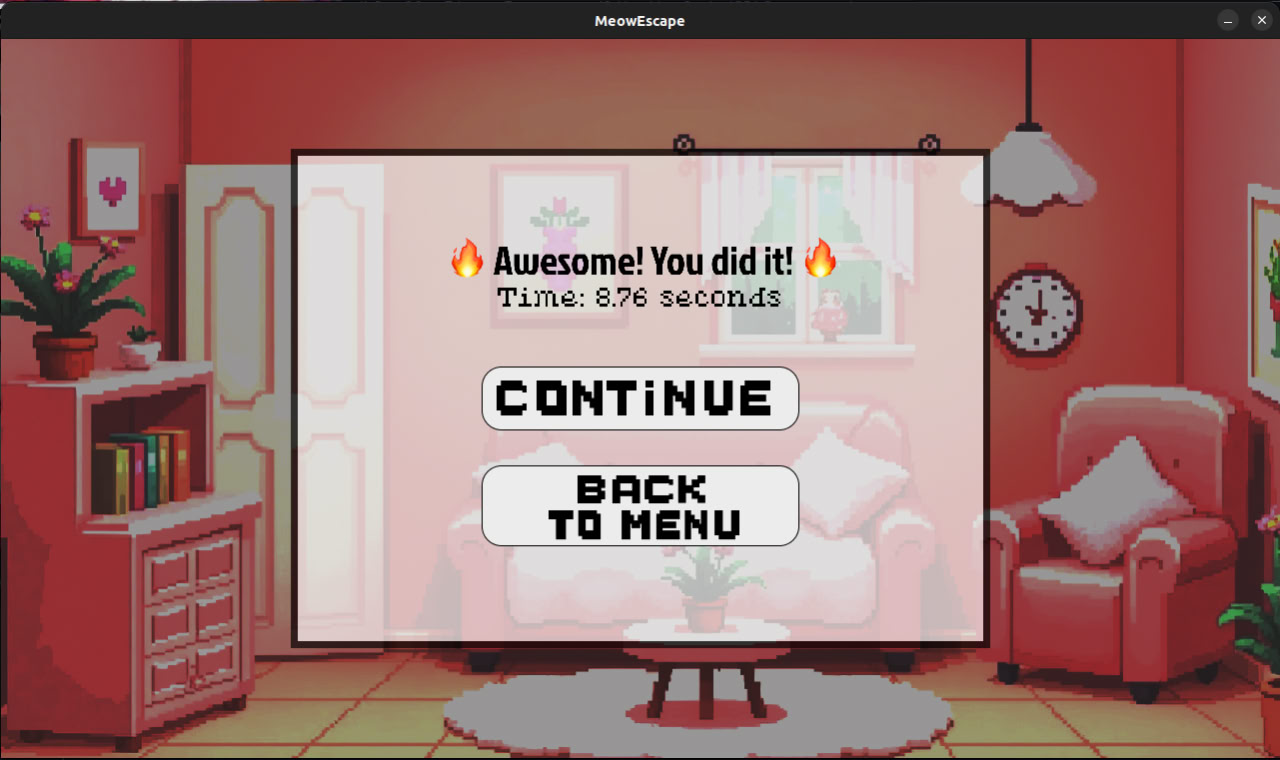 MeowEscape
🔥 Awesome! You did it! 🔥
Time: 8.76 seconds
CONTiNUE
BACK
TO MENU